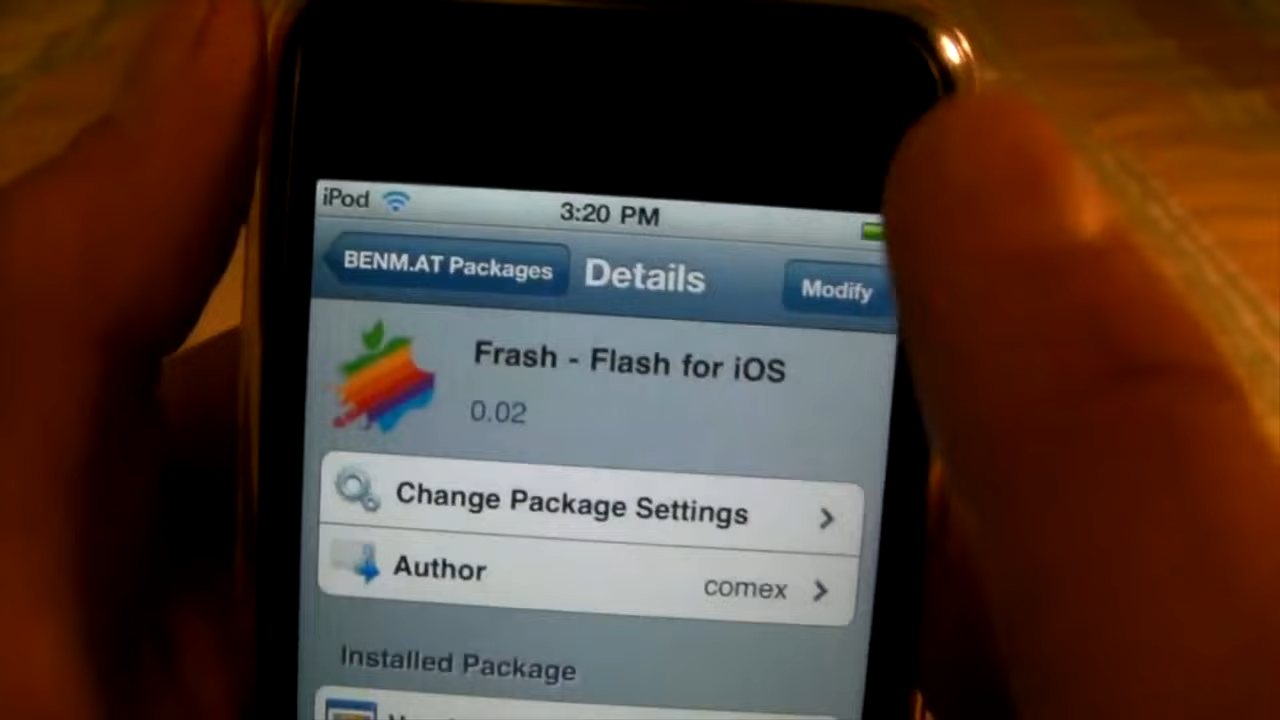 iPod 3:20 PM
BENM.AT Packages Details Modify
Frash - Flash for iOS
0.02
Change Package Settings
Author comex
Installed Package